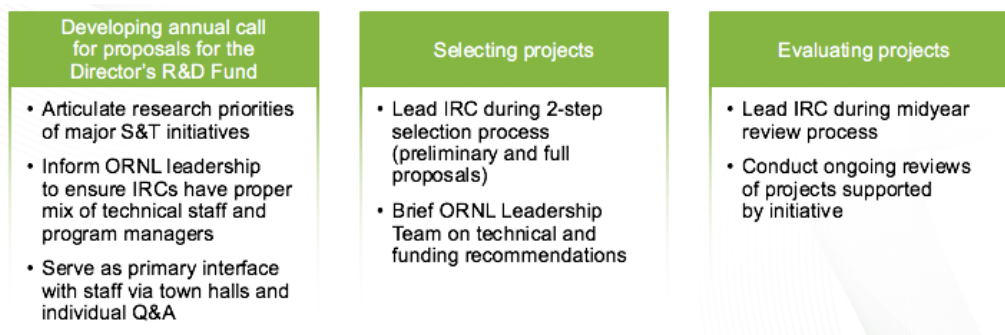 Developing annual call
for proposals for the
Director's R&D Fund
• Articulate research priorities
of major S&T initiatives
• Inform ORNL leadership
to ensure IRCs have proper
mix of technical staff and
program managers
• Serve as primary interface
with staff via town halls and
individual Q&A
Selecting projects
• Lead IRC during 2-step
selection process
(preliminary and full
proposals)
• Brief ORNL Leadership
Team on technical and
funding recommendations
Evaluating projects
• Lead IRC during midyear
review process
• Conduct ongoing reviews
of projects supported
by initiative